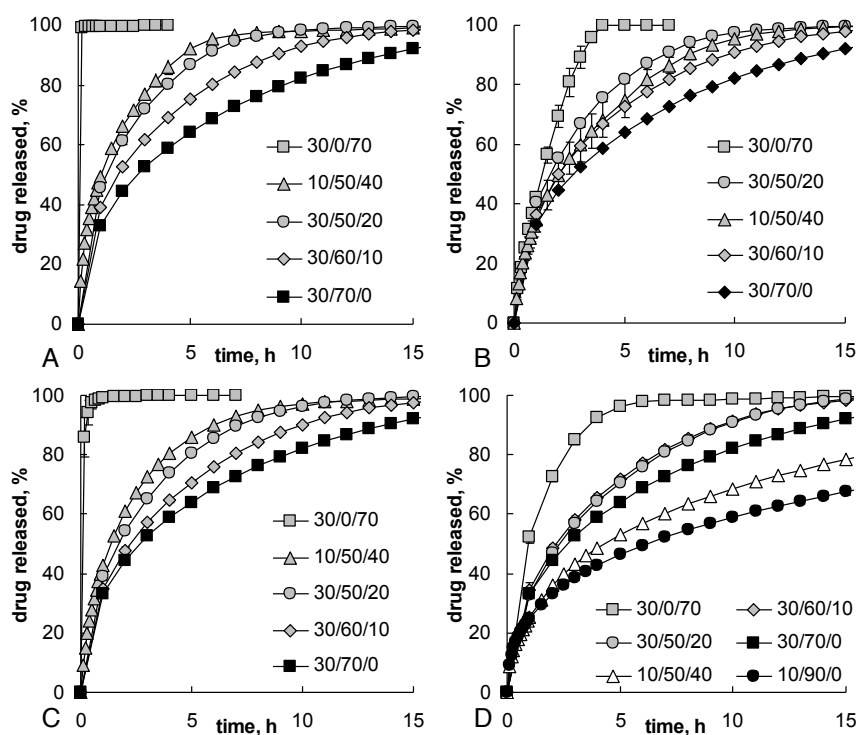 100
80
60
40
20
0
drug released, %
30/0/70
10/50/40
30/50/20
30/60/10
30/70/0
0 5 10 15
A
time, h
100
80
60
40
20
0
drug released, %
30/0/70
30/50/20
10/50/40
30/60/10
30/70/0
0 5 10 15
B
time, h
100
80
60
40
20
0
drug released, %
30/0/70
10/50/40
30/50/20
30/60/10
30/70/0
0 5 10 15
C
time, h
100
80
60
40
20
0
drug released, %
30/0/70 30/60/10
30/50/20 30/70/0
10/50/40 10/90/0
0 5 10 15
D
time, h